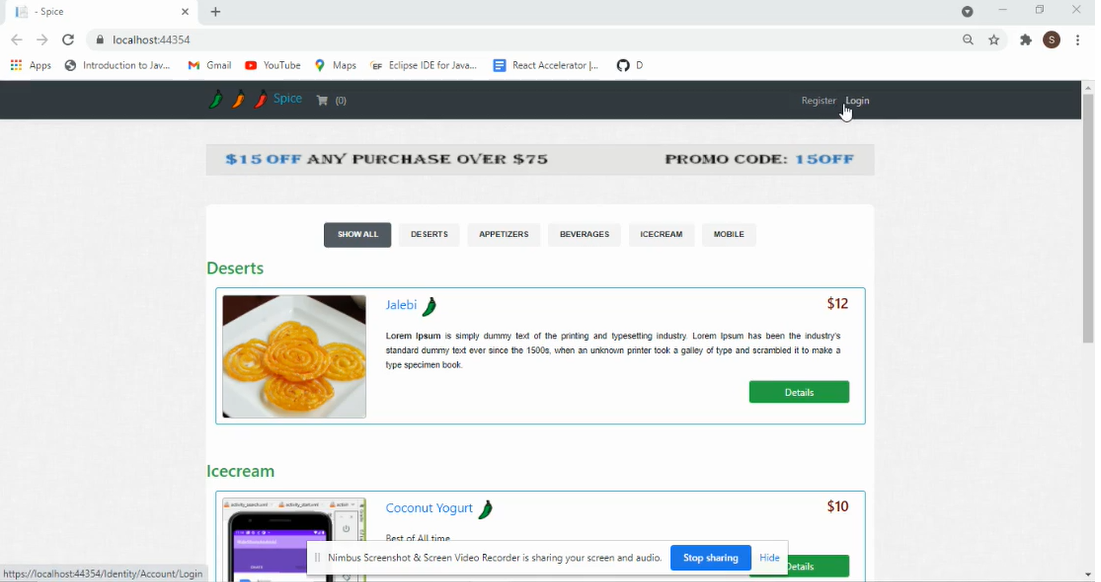 - Spice
localhost:44354
S
Apps Introduction to Jav... Gmail YouTube Maps Eclipse IDE for Java... React Accelerator |... D
Spice (0) Register Login
$15 OFF ANY PURCHASE OVER $75 PROMO CODE: 15OFF
SHOW ALL DESERTS APPETIZERS BEVERAGES ICECREAM MOBILE
Deserts
Jalebi $12
Lorem Ipsum is simply dummy text of the printing and typesetting industry. Lorem Ipsum has been the industry's
standard dummy text ever since the 1500s, when an unknown printer took a galley of type and scrambled it to make a
type specimen book.
Details
Icecream
Coconut Yogurt $10
Best of All time
Nimbus Screenshot & Screen Video Recorder is sharing your screen and audio. Stop sharing Hide
Details
https://localhost:44354/Identity/Account/Login